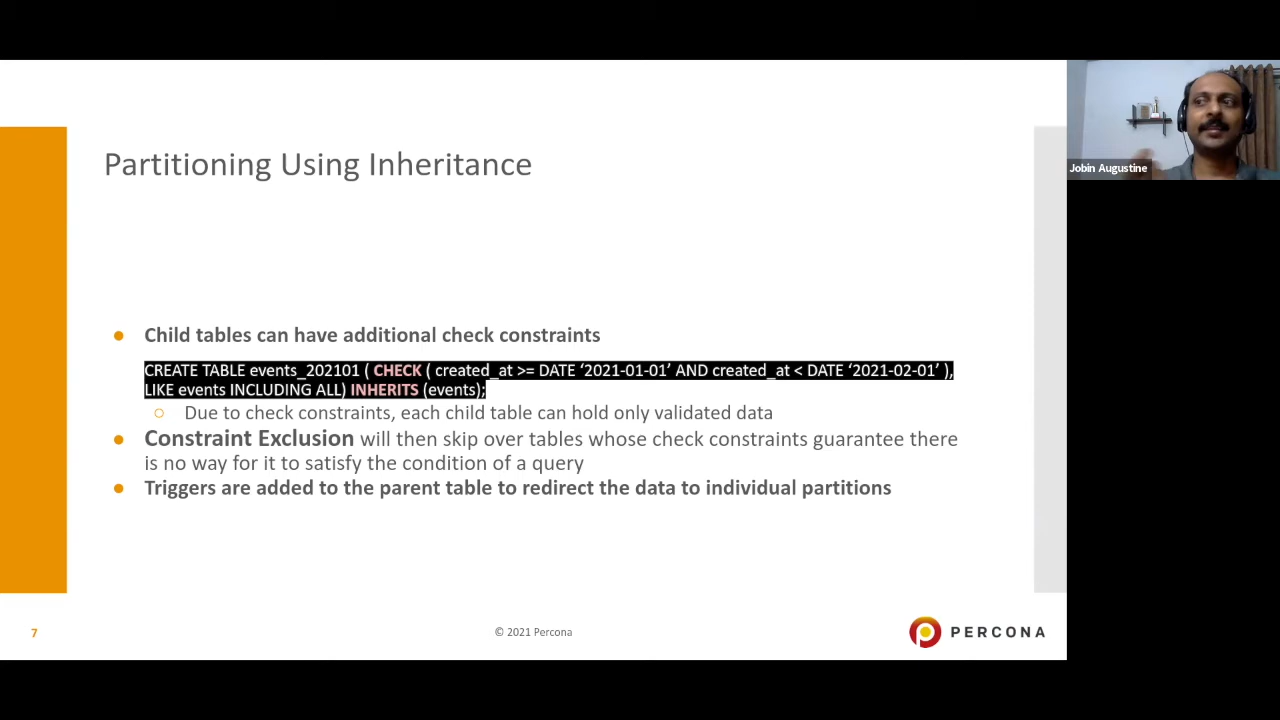 Partitioning Using Inheritance
Jobin Augustine
● Child tables can have additional check constraints
CREATE TABLE events_202101 ( CHECK ( created_at >= DATE ‘2021-01-01’ AND created_at < DATE ‘2021-02-01’ ),
LIKE events INCLUDING ALL) INHERITS (events);
○ Due to check constraints, each child table can hold only validated data
● Constraint Exclusion will then skip over tables whose check constraints guarantee there
is no way for it to satisfy the condition of a query
● Triggers are added to the parent table to redirect the data to individual partitions
7
© 2021 Percona
PERCONA